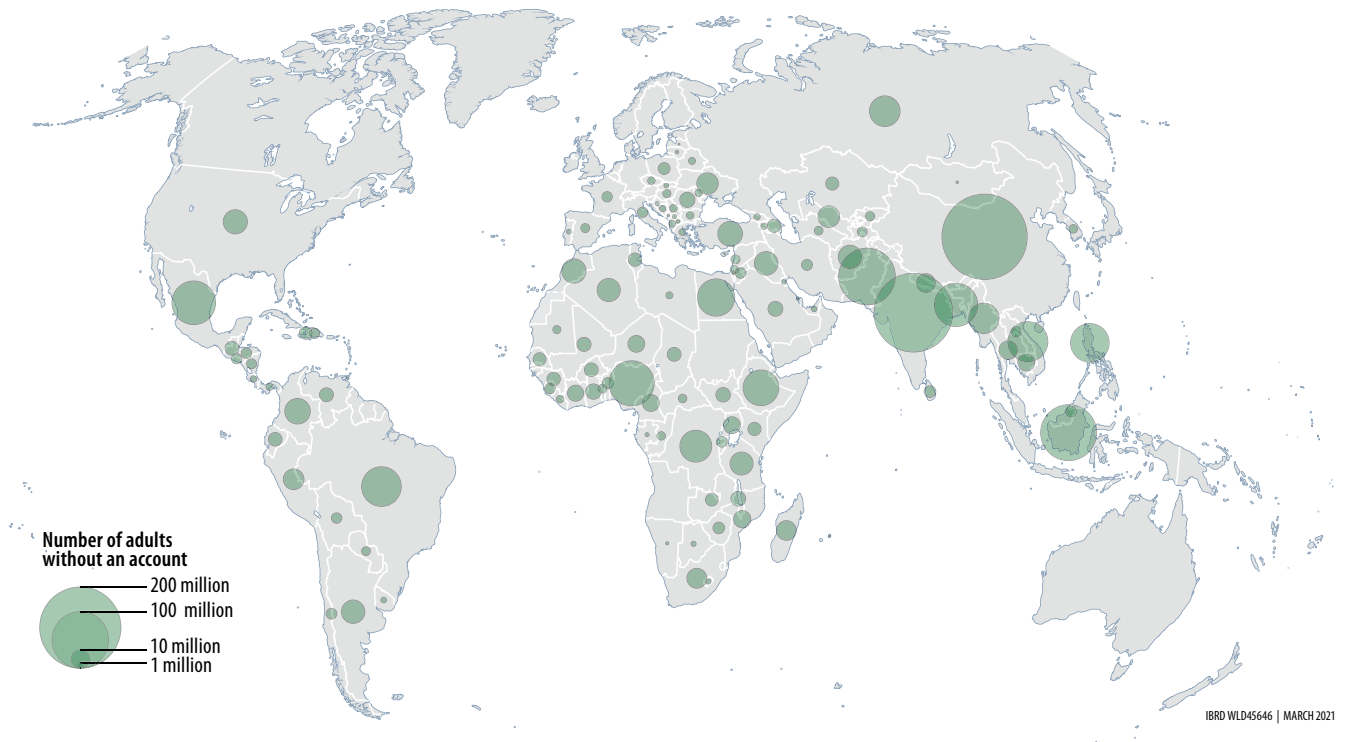 Number of adults
without an account
200 million
100 million
10 million
1 million
IBRD WLD45646 | MARCH 2021